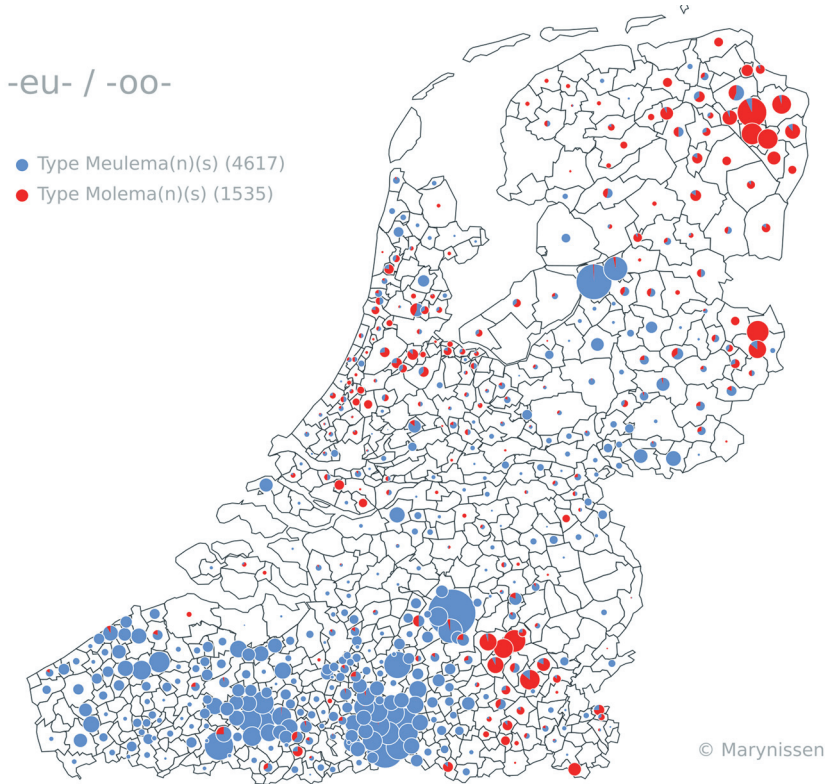 -eu- / -oo-
Type Meulema(n)(s) (4617)
Type Molema(n)(s) (1535)
© Marynissen